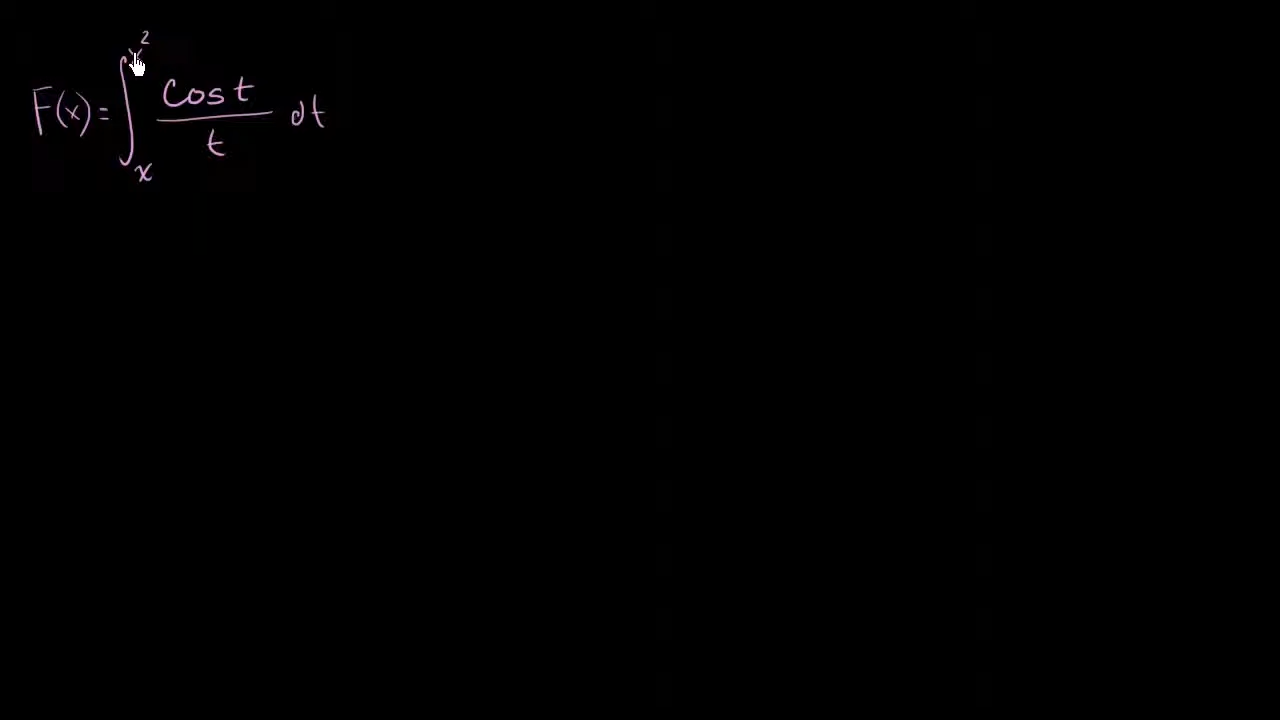 F(x) = ∫ₓ^{x²} cos t / t dt